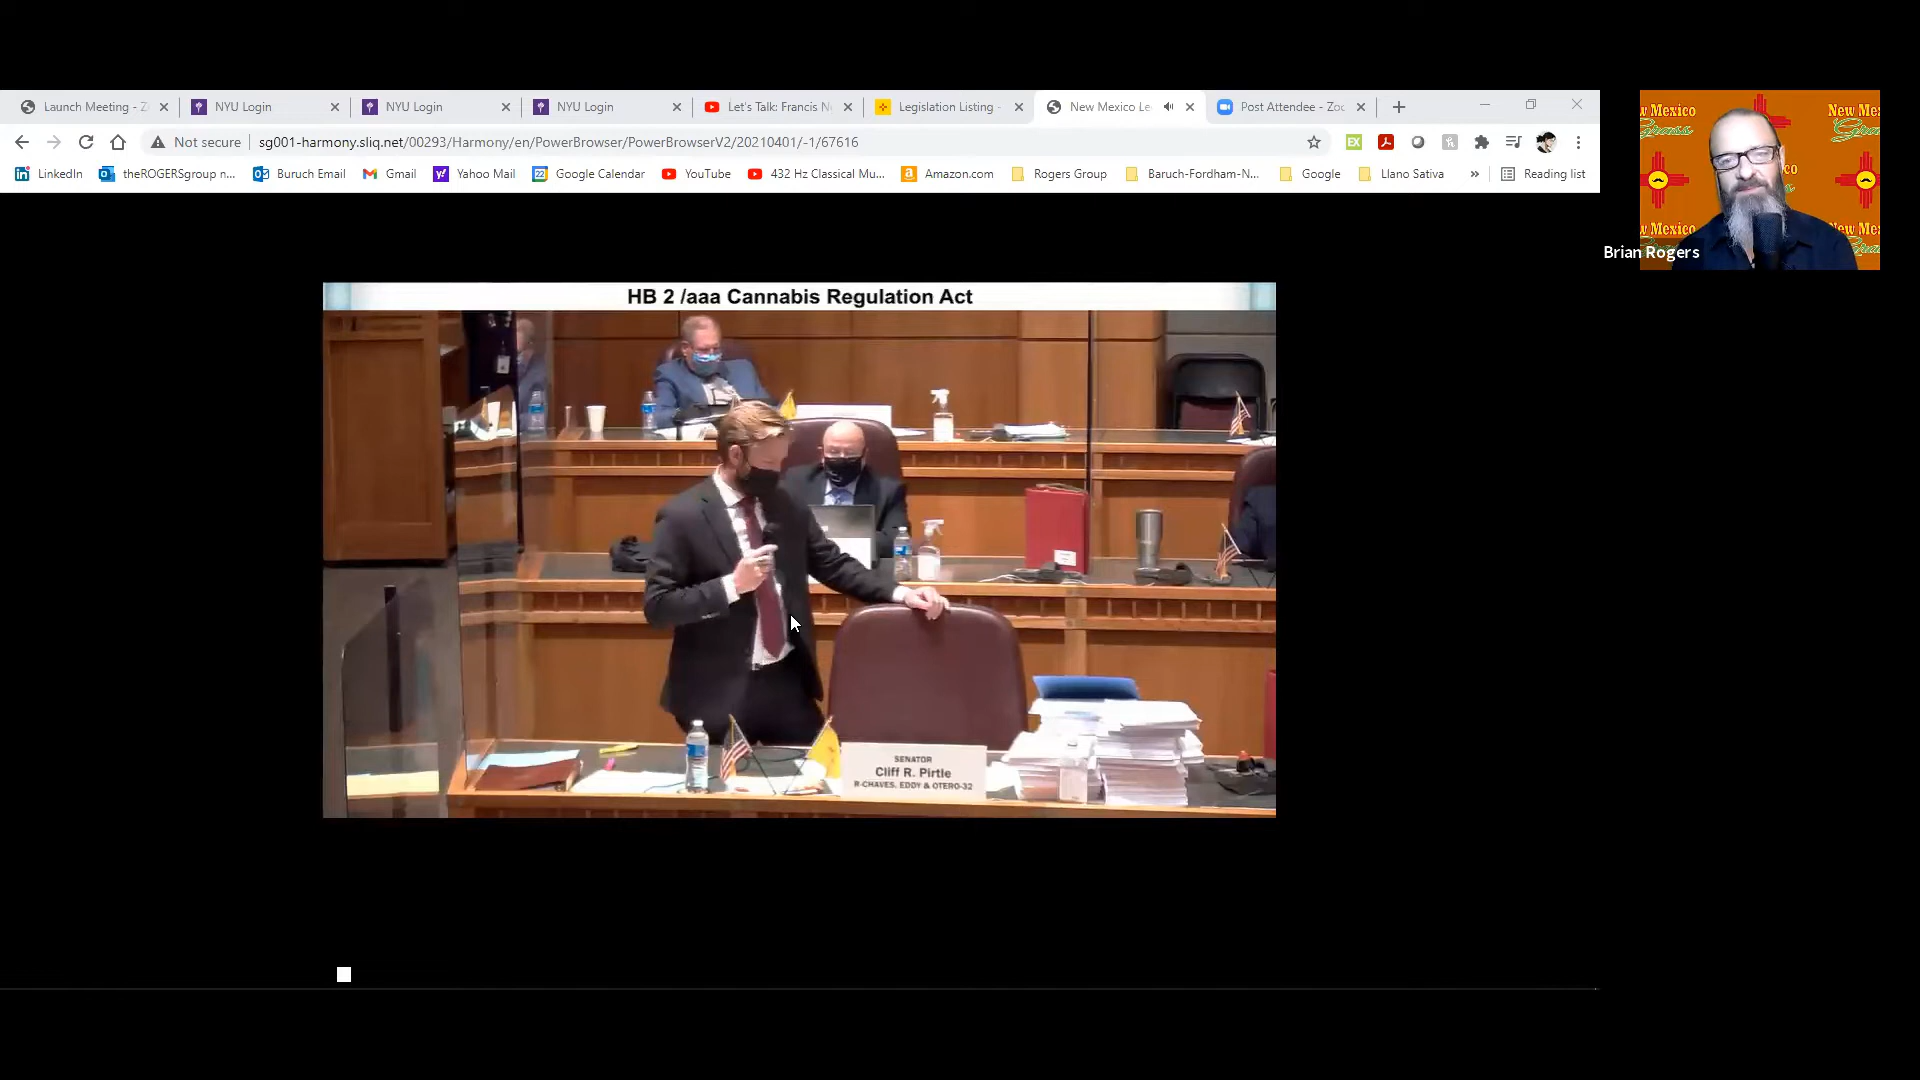 Launch Meeting - Z
NYU Login
NYU Login
NYU Login
Let's Talk: Francis N
Legislation Listing -
New Mexico Le
Post Attendee - Zoo
Not secure
sg001-harmony.sliq.net/00293/Harmony/en/PowerBrowser/PowerBrowserV2/20210401/-1/67616
LinkedIn
theROGERSgroup n...
Buruch Email
Gmail
Yahoo Mail
Google Calendar
YouTube
432 Hz Classical Mu...
Amazon.com
Rogers Group
Baruch-Fordham-N...
Google
Llano Sativa
Reading list
HB 2 /aaa Cannabis Regulation Act
SENATOR
Cliff R. Pirtle
R-CHAVES, EDDY & OTERO-32
w Mexico
Grass
New Me
co
w Mexico
New Me
Brian Rogers